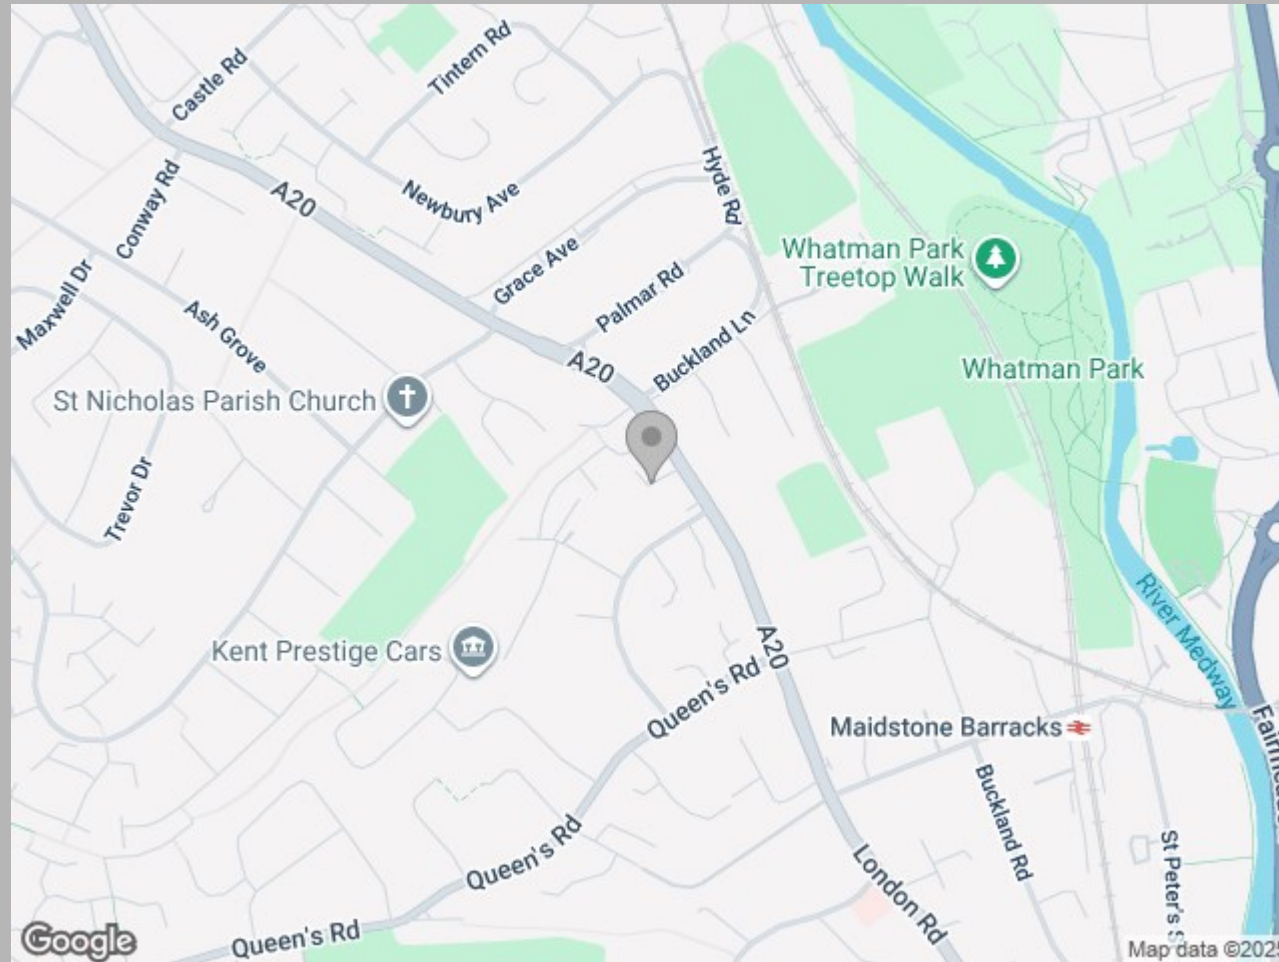 Castle Rd
Tintern Rd
Conway Rd
A20
Newbury Ave
Hyde Rd
Maxwell Dr
Ash Grove
Grace Ave
Palmar Rd
Whatman Park
Treetop Walk
A20
Buckland Ln
Whatman Park
St Nicholas Parish Church
Trevor Dr
River Medway
Kent Prestige Cars
A20
Queen's Rd
Maidstone Barracks
Buckland Rd
Queen's Rd
London Rd
Queen's Rd
Google
Map data ©2025